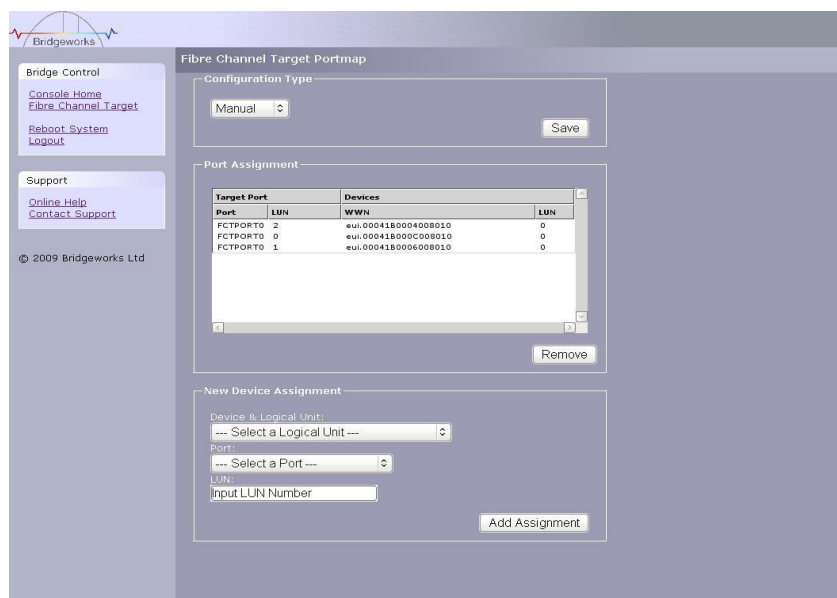 Bridgeworks
Bridge Control
Console Home
Fibre Channel Target
Reboot System
Logout
Support
Online Help
Contact Support
© 2009 Bridgeworks Ltd
Fibre Channel Target Portmap
Configuration Type
Manual
Save
Port Assignment
Target Port Devices
Port LUN WWN LUN
FCTPORT0 2 eui.00041B0004008010 0
FCTPORT0 0 eui.00041B000C008010 0
FCTPORT0 1 eui.00041B0006008010 0
Remove
New Device Assignment
Device & Logical Unit:
--- Select a Logical Unit ---
Port:
--- Select a Port ---
LUN:
Input LUN Number
Add Assignment